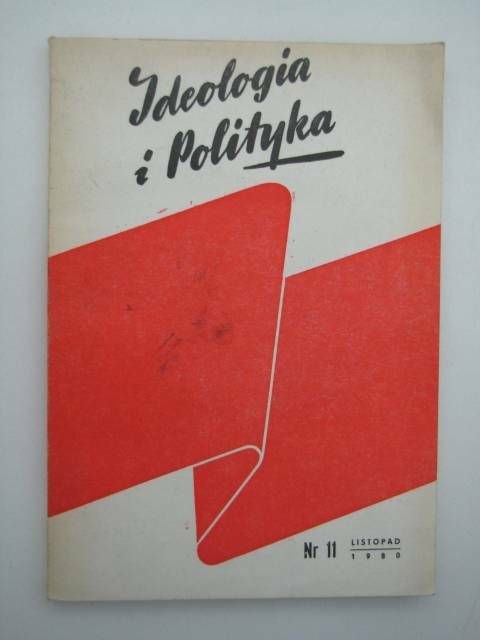 Ideologia
i Polityka
Nr 11
LISTOPAD
1980